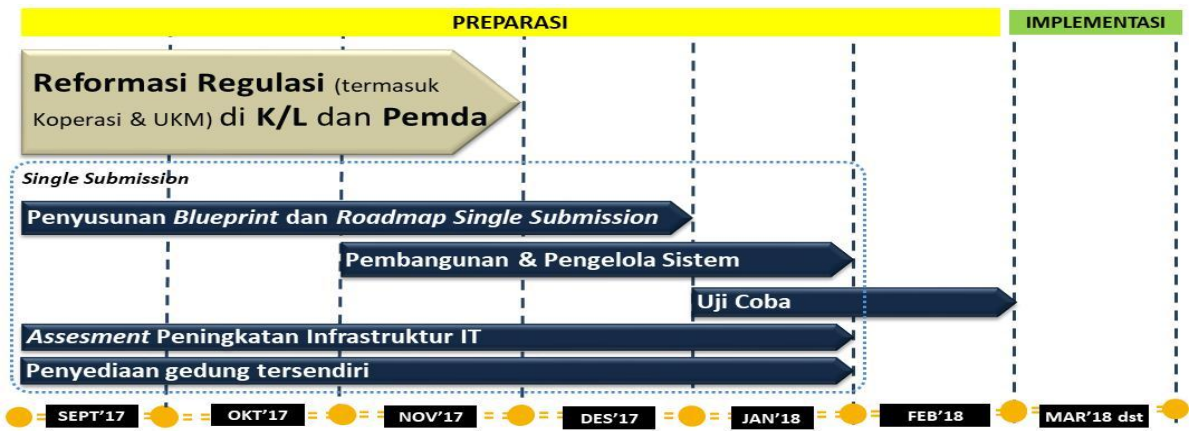 PREPARASI
IMPLEMENTASI
Reformasi Regulasi (termasuk
Koperasi & UKM) di K/L dan Pemda
Single Submission
Penyusunan Blueprint dan Roadmap Single Submission
Pembangunan & Pengelola Sistem
Uji Coba
Assesment Peningkatan Infrastruktur IT
Penyediaan gedung tersendiri
SEPT'17
OKT'17
NOV'17
DES'17
JAN'18
FEB'18
MAR'18 dst